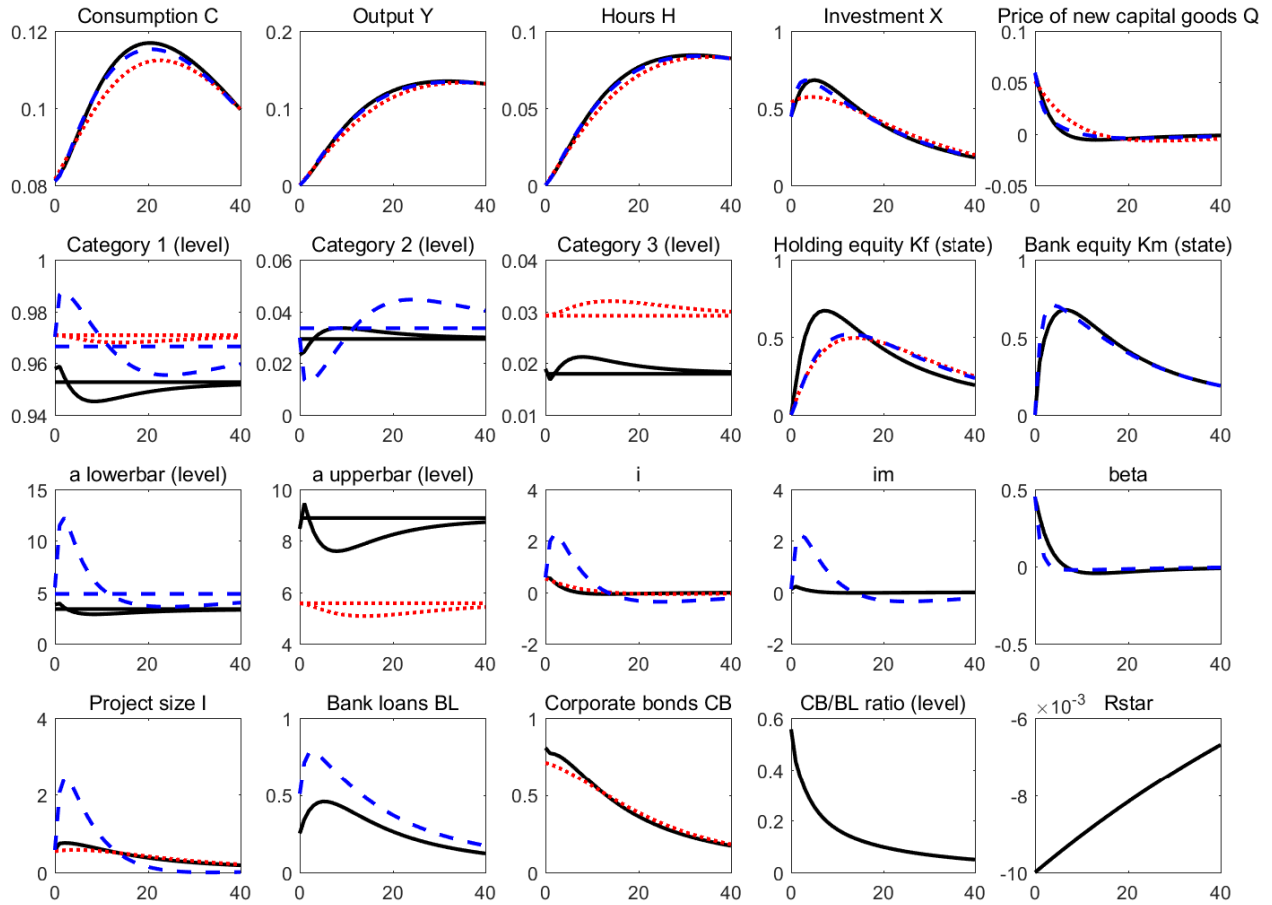 Consumption C
Output Y
Hours H
Investment X
Price of new capital goods Q
0.12
0.1
0.08
0 20 40
0.2
0.1
0
0 20 40
0.1
0.05
0
0 20 40
1
0.5
0
0 20 40
0.1
0.05
0
-0.05
0 20 40
Category 1 (level)
Category 2 (level)
Category 3 (level)
Holding equity Kf (state)
Bank equity Km (state)
1
0.98
0.96
0.94
0 20 40
0.06
0.04
0.02
0
0 20 40
0.04
0.03
0.02
0.01
0 20 40
1
0.5
0
0 20 40
1
0.5
0
0 20 40
a lowerbar (level)
a upperbar (level)
i
im
beta
15
10
5
0
0 20 40
10
8
6
4
0 20 40
4
2
0
-2
0 20 40
4
2
0
-2
0 20 40
0.5
0
-0.5
0 20 40
Project size I
Bank loans BL
Corporate bonds CB
CB/BL ratio (level)
Rstar
4
2
0
0 20 40
1
0.5
0
0 20 40
1
0.5
0
0 20 40
0.6
0.4
0.2
0
0 20 40
×10⁻³
-6
-8
-10
0 20 40